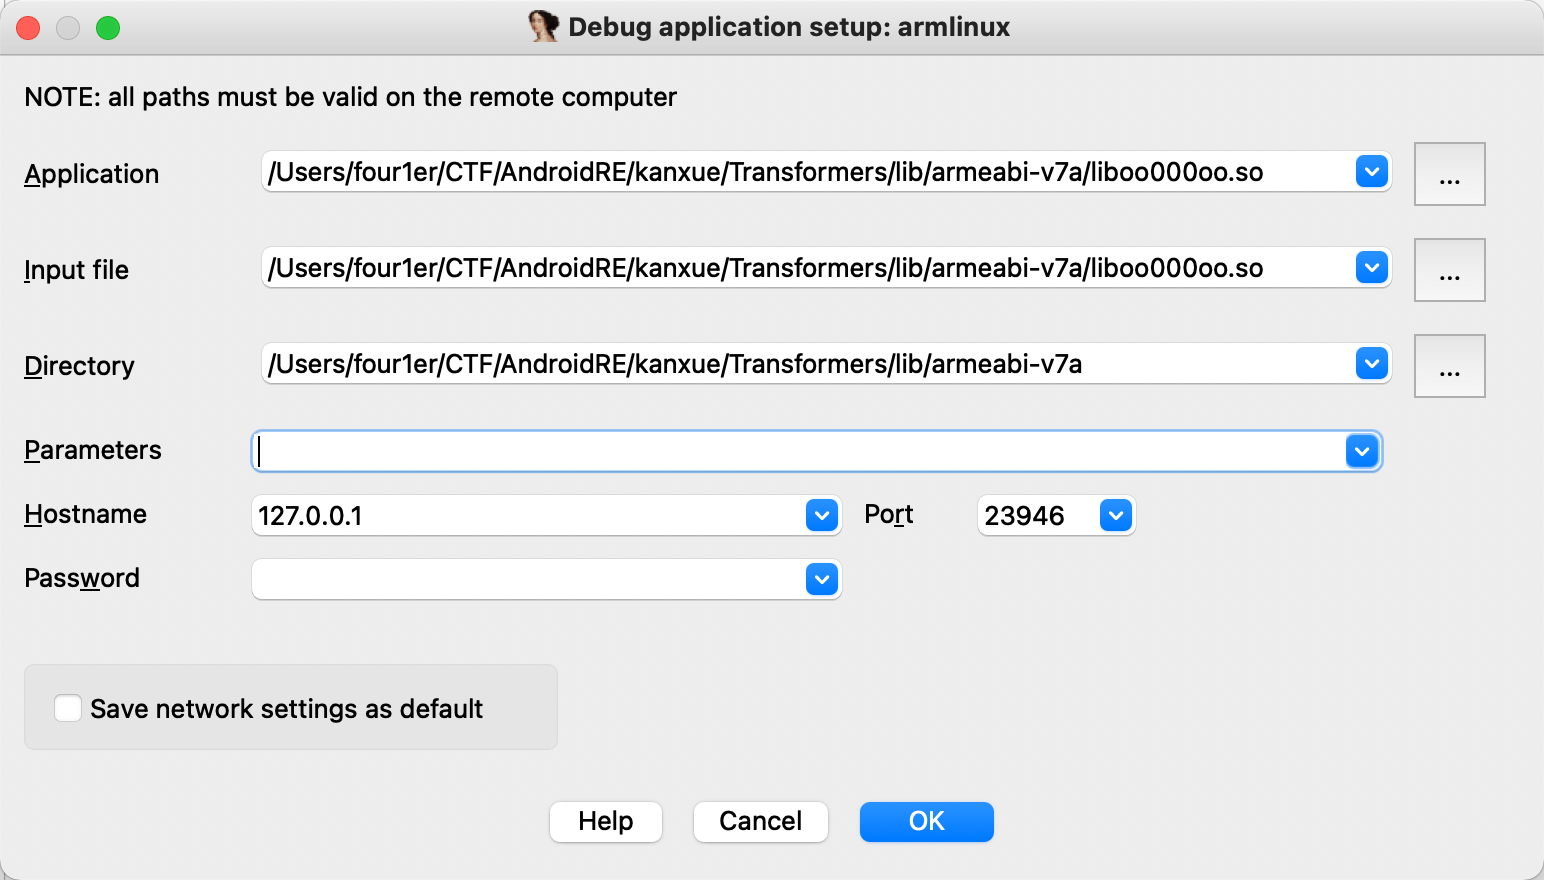 Debug application setup: armlinux
NOTE: all paths must be valid on the remote computer
Application /Users/four1er/CTF/AndroidRE/kanxue/Transformers/lib/armeabi-v7a/liboo000oo.so ...
Input file /Users/four1er/CTF/AndroidRE/kanxue/Transformers/lib/armeabi-v7a/liboo000oo.so ...
Directory /Users/four1er/CTF/AndroidRE/kanxue/Transformers/lib/armeabi-v7a ...
Parameters
Hostname 127.0.0.1 Port 23946
Password
Save network settings as default
Help Cancel OK